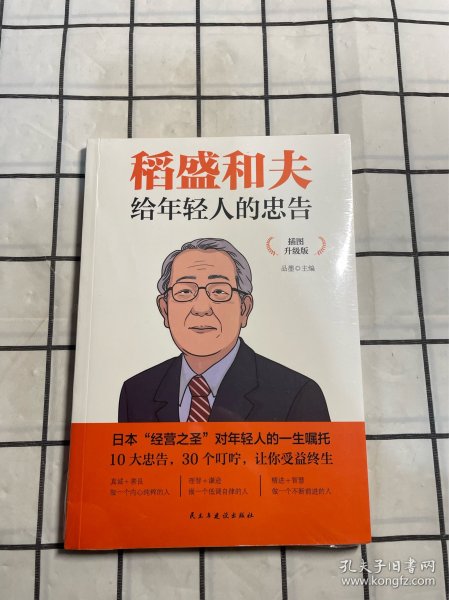 稻盛和夫
给年轻人的忠告
插图
升级版
品墨◎主编
日本“经营之圣”对年轻人的一生嘱托
10大忠告，30个叮咛，让你受益终生
真诚+善良
做一个内心纯粹的人
理智+谦逊
做一个低调自律的人
精进+智慧
做一个不断前进的人
民主与建设出版社
孔夫子旧书网
www.kongfz.com